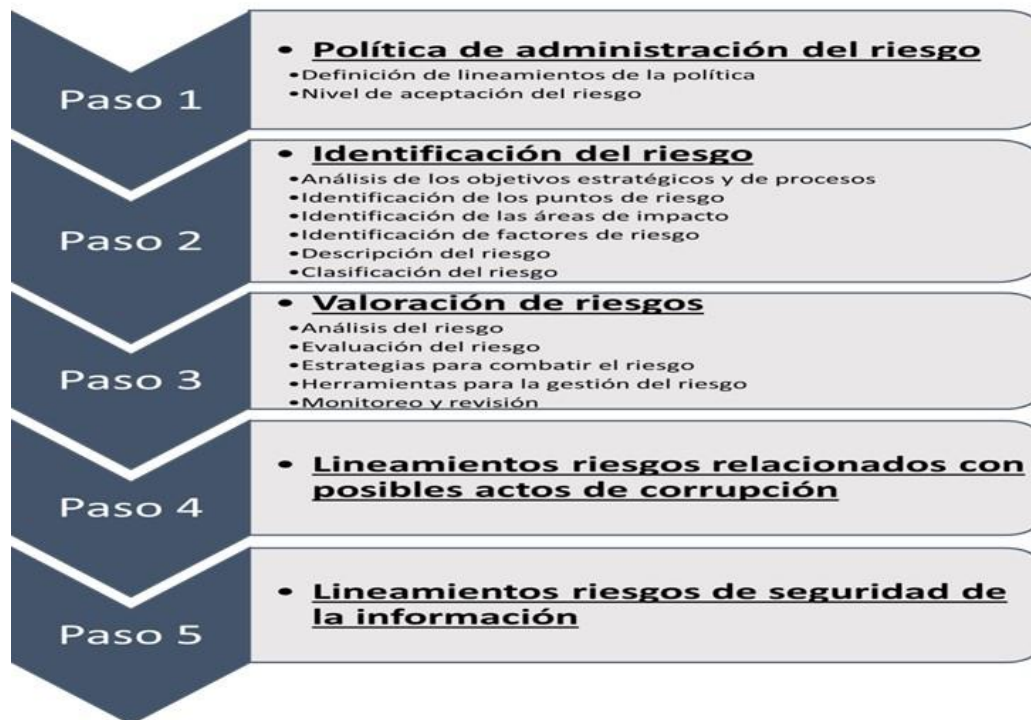 Paso 1
• Política de administración del riesgo
•Definición de lineamientos de la política
•Nivel de aceptación del riesgo
Paso 2
• Identificación del riesgo
•Análisis de los objetivos estratégicos y de procesos
•Identificación de los puntos de riesgo
•Identificación de las áreas de impacto
•Identificación de factores de riesgo
•Descripción del riesgo
•Clasificación del riesgo
Paso 3
• Valoración de riesgos
•Análisis del riesgo
•Evaluación del riesgo
•Estrategias para combatir el riesgo
•Herramientas para la gestión del riesgo
•Monitoreo y revisión
Paso 4
• Lineamientos riesgos relacionados con
posibles actos de corrupción
Paso 5
• Lineamientos riesgos de seguridad de
la información